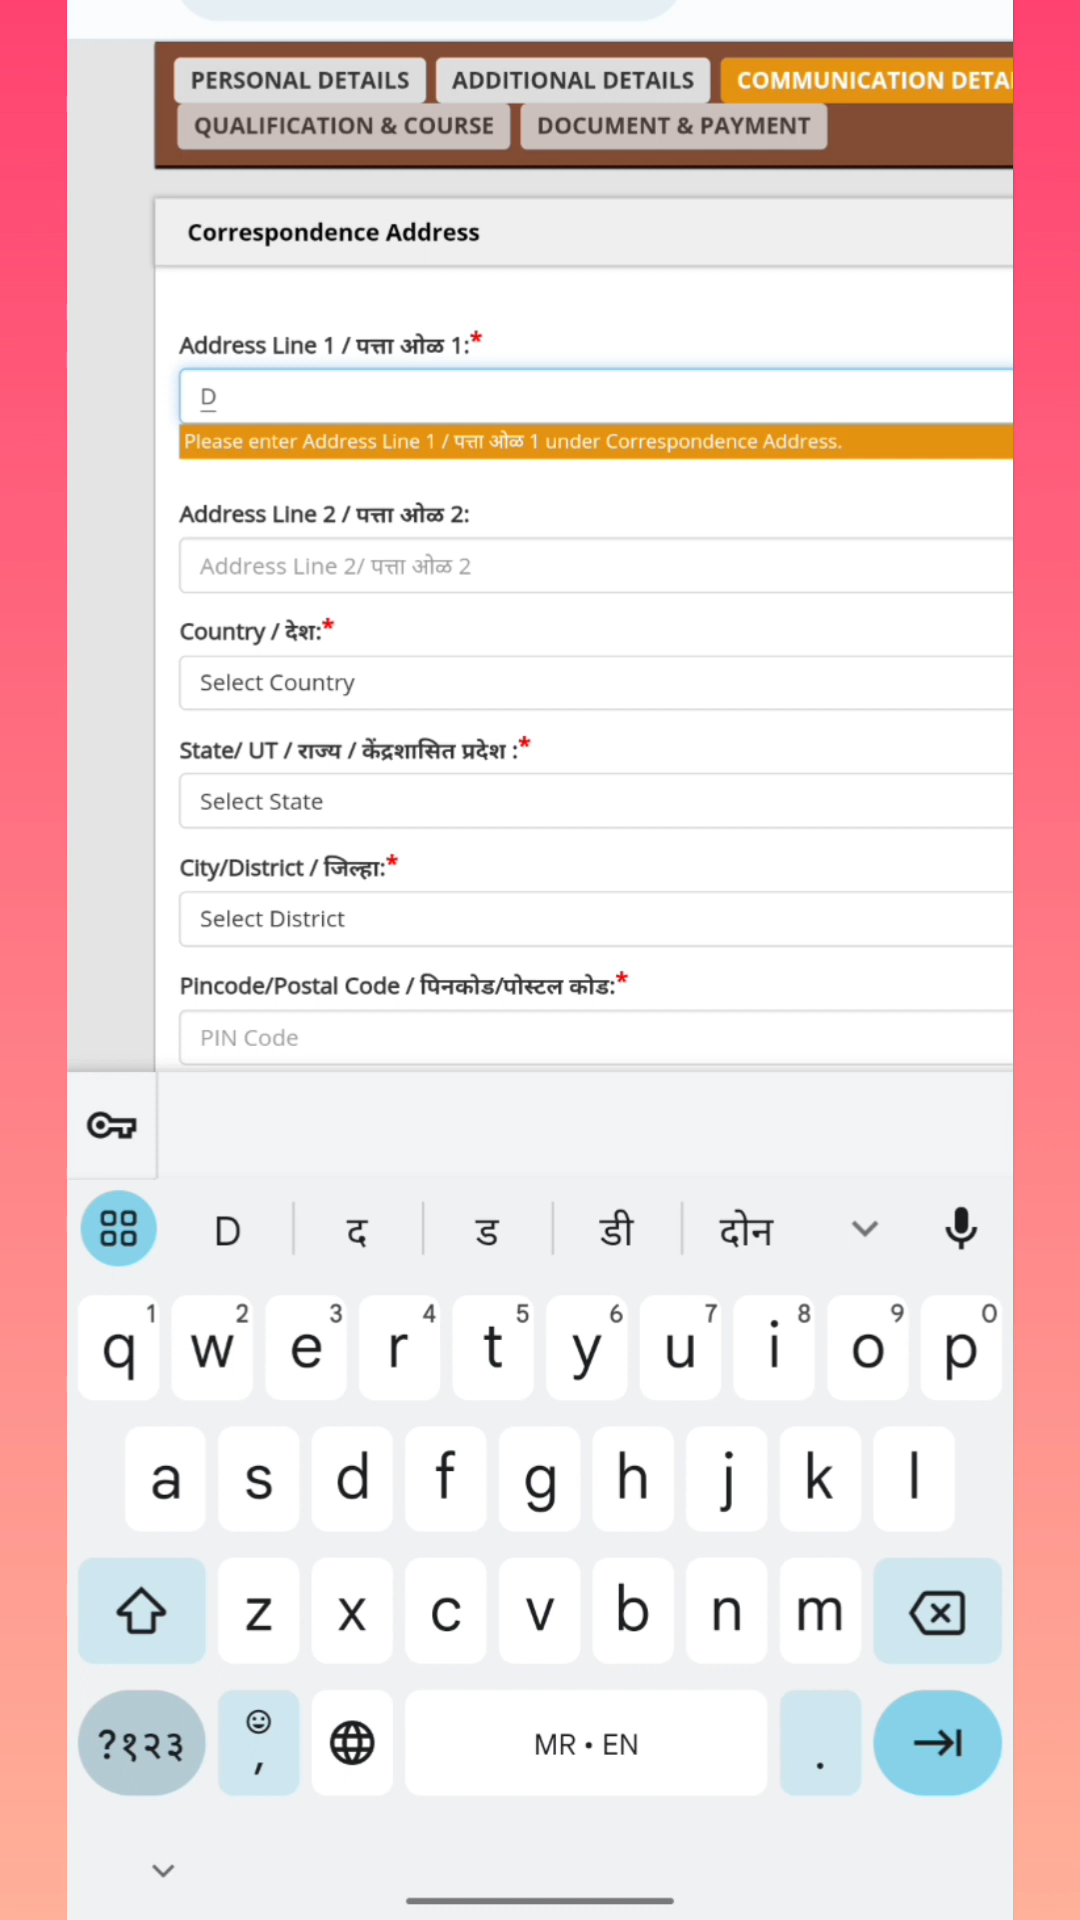 PERSONAL DETAILS ADDITIONAL DETAILS COMMUNICATION DETA
QUALIFICATION & COURSE DOCUMENT & PAYMENT
Correspondence Address
Address Line 1 / पत्ता ओळ 1:*
D
Please enter Address Line 1 / पत्ता ओळ 1 under Correspondence Address.
Address Line 2 / पत्ता ओळ 2:
Address Line 2/ पत्ता ओळ 2
Country / देश:*
Select Country
State/ UT / राज्य / केंद्रशासित प्रदेश :*
Select State
City/District / जिल्हा:*
Select District
Pincode/Postal Code / पिनकोड/पोस्टल कोड:*
PIN Code
D द ड डी दोन
1 2 3 4 5 6 7 8 9 0
q w e r t y u i o p
a s d f g h j k l
z x c v b n m
?१२३ , MR • EN .